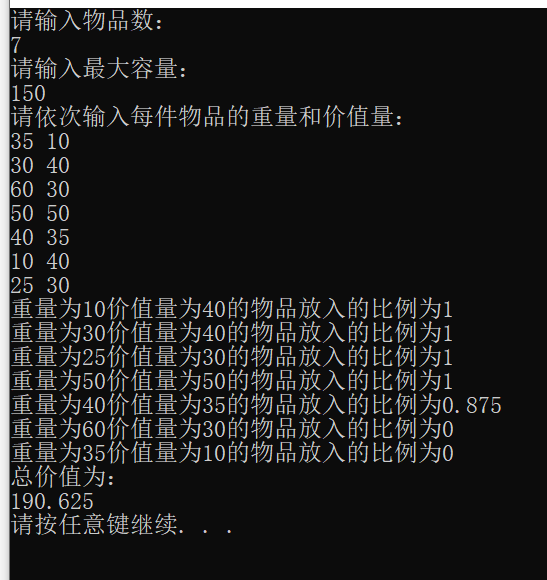 请输入物品数:
7
请输入最大容量:
150
请依次输入每件物品的重量和价值量:
35 10
30 40
60 30
50 50
40 35
10 40
25 30
重量为10价值量为40的物品放入的比例为1
重量为30价值量为40的物品放入的比例为1
重量为25价值量为30的物品放入的比例为1
重量为50价值量为50的物品放入的比例为1
重量为40价值量为35的物品放入的比例为0.875
重量为60价值量为30的物品放入的比例为0
重量为35价值量为10的物品放入的比例为0
总价值为:
190.625
请按任意键继续. . .